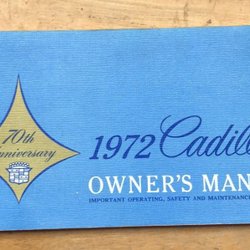 70th
Anniversary
1972 Cadill
OWNER'S MAN
IMPORTANT OPERATING, SAFETY AND MAINTENANCE